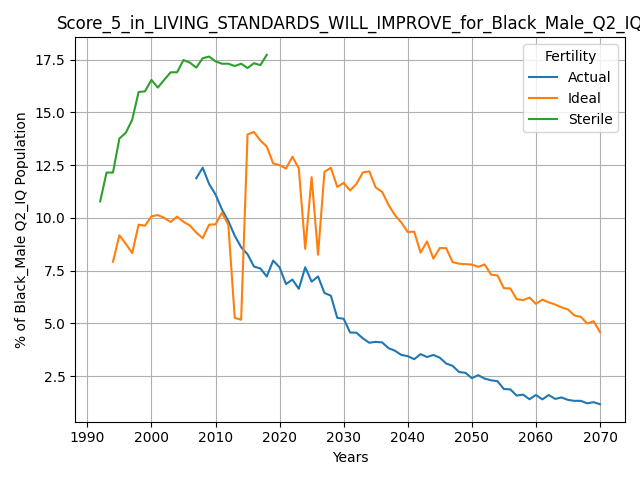 Score_5_in_LIVING_STANDARDS_WILL_IMPROVE_for_Black_Male_Q2_IQ
Fertility
Actual
Ideal
Sterile
% of Black_Male Q2_IQ Population
17.5
15.0
12.5
10.0
7.5
5.0
2.5
1990 2000 2010 2020 2030 2040 2050 2060 2070
Years